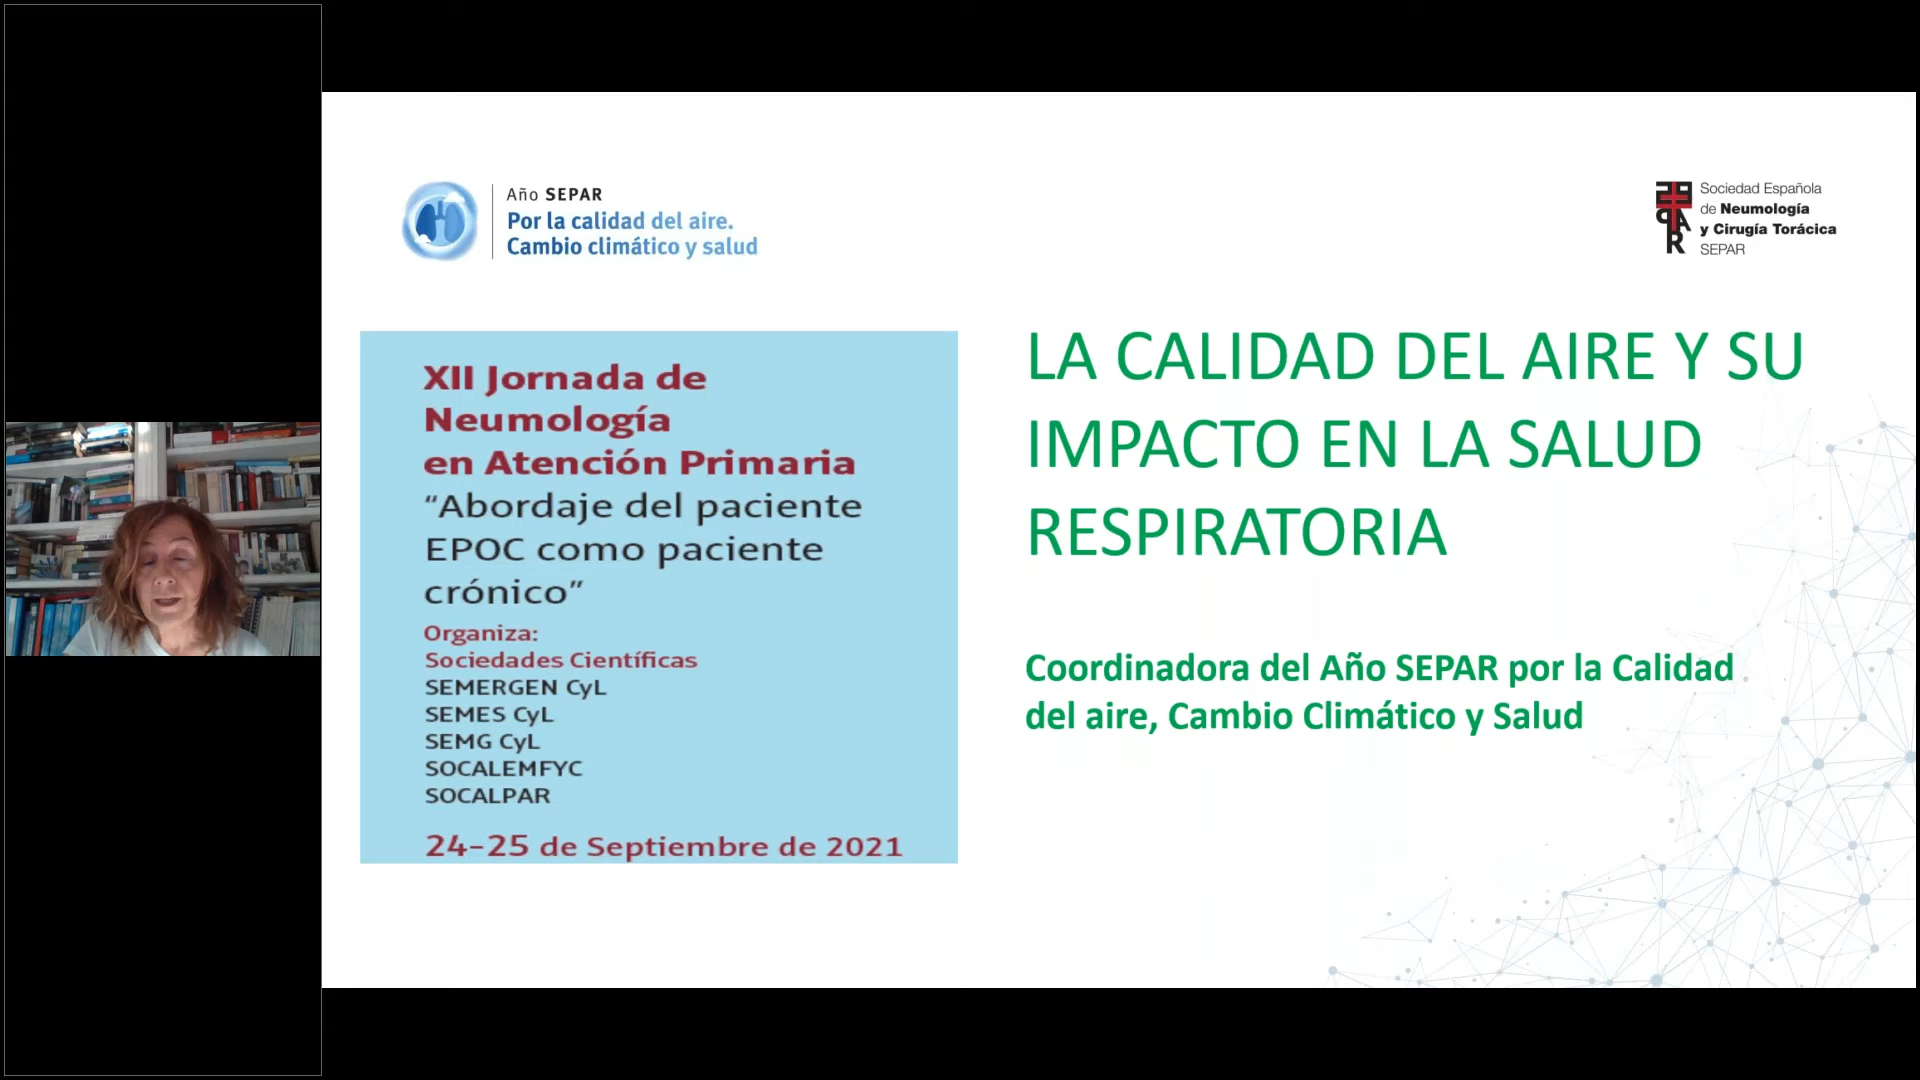 Año SEPAR
Por la calidad del aire.
Cambio climático y salud
SEPAR
Sociedad Española
de Neumología
y Cirugía Torácica
SEPAR
XII Jornada de
Neumología
en Atención Primaria
“Abordaje del paciente
EPOC como paciente
crónico”
Organiza:
Sociedades Científicas
SEMERGEN CyL
SEMES CyL
SEMG CyL
SOCALEMFYC
SOCALPAR
24-25 de Septiembre de 2021
LA CALIDAD DEL AIRE Y SU
IMPACTO EN LA SALUD
RESPIRATORIA
Coordinadora del Año SEPAR por la Calidad
del aire, Cambio Climático y Salud